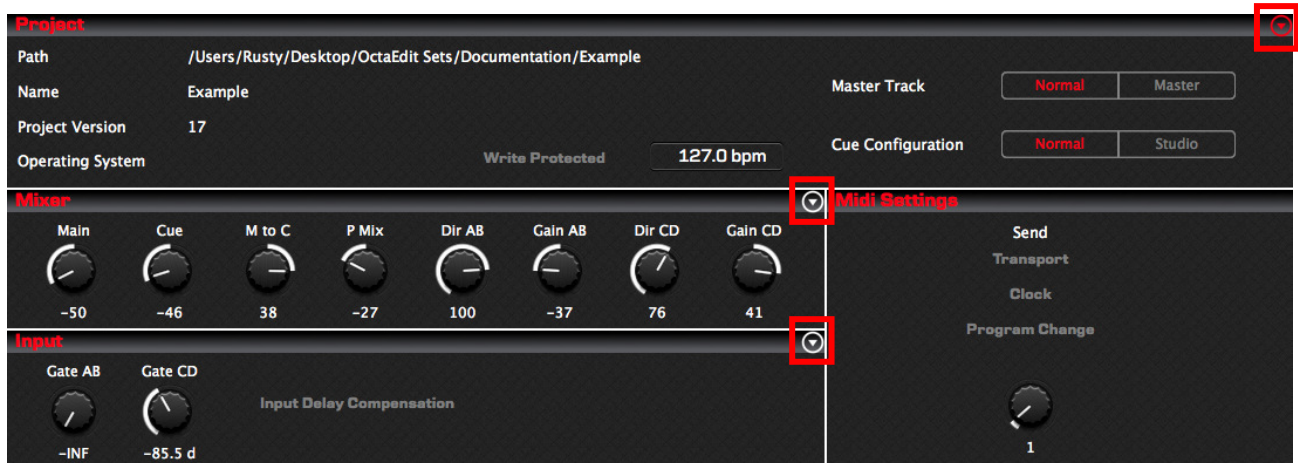 Project
Path /Users/Rusty/Desktop/OctaEdit Sets/Documentation/Example
Name Example
Master Track Normal Master
Project Version 17
Cue Configuration Normal Studio
Operating System Write Protected 127.0 bpm
Mixer
Main Cue M to C P Mix Dir AB Gain AB Dir CD Gain CD
-50 -46 38 -27 100 -37 76 41
Midi Settings
Send
Transport
Clock
Program Change
1
Input
Gate AB Gate CD
Input Delay Compensation
-INF -85.5 d